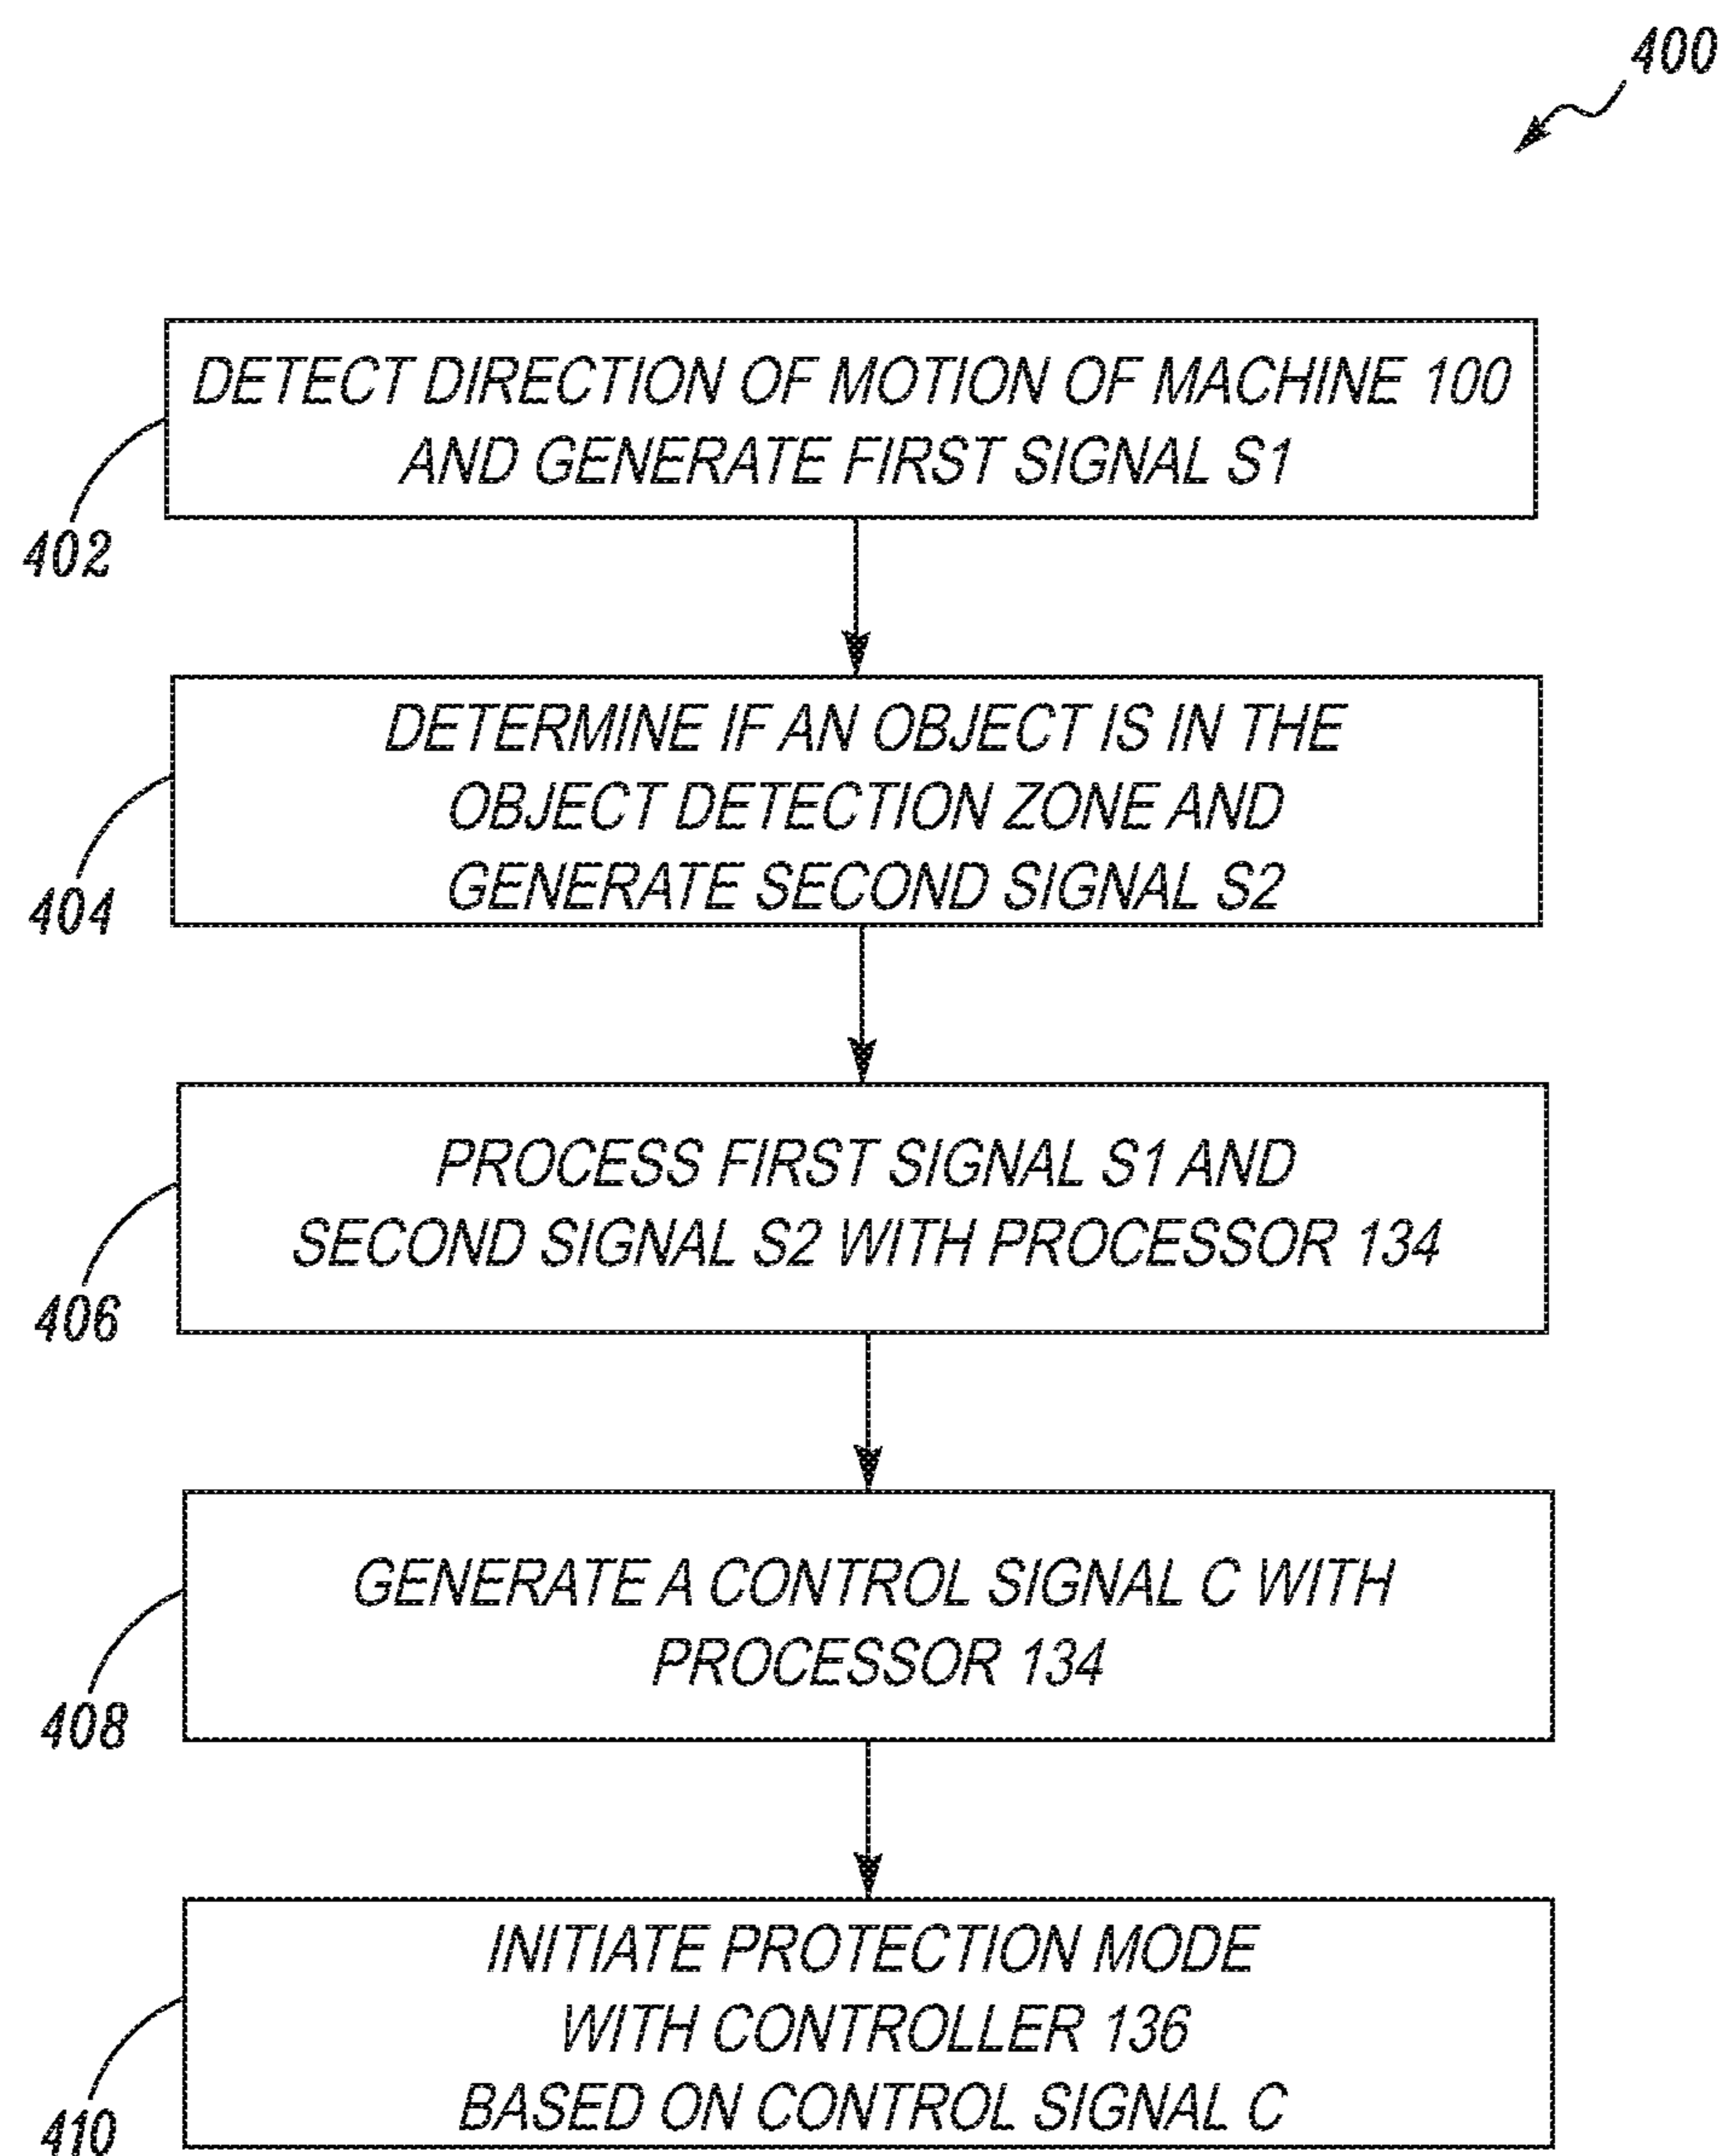 400
DETECT DIRECTION OF MOTION OF MACHINE 100
AND GENERATE FIRST SIGNAL S1
402
DETERMINE IF AN OBJECT IS IN THE
OBJECT DETECTION ZONE AND
GENERATE SECOND SIGNAL S2
404
PROCESS FIRST SIGNAL S1 AND
SECOND SIGNAL S2 WITH PROCESSOR 134
406
GENERATE A CONTROL SIGNAL C WITH
PROCESSOR 134
408
INITIATE PROTECTION MODE
WITH CONTROLLER 136
BASED ON CONTROL SIGNAL C
410